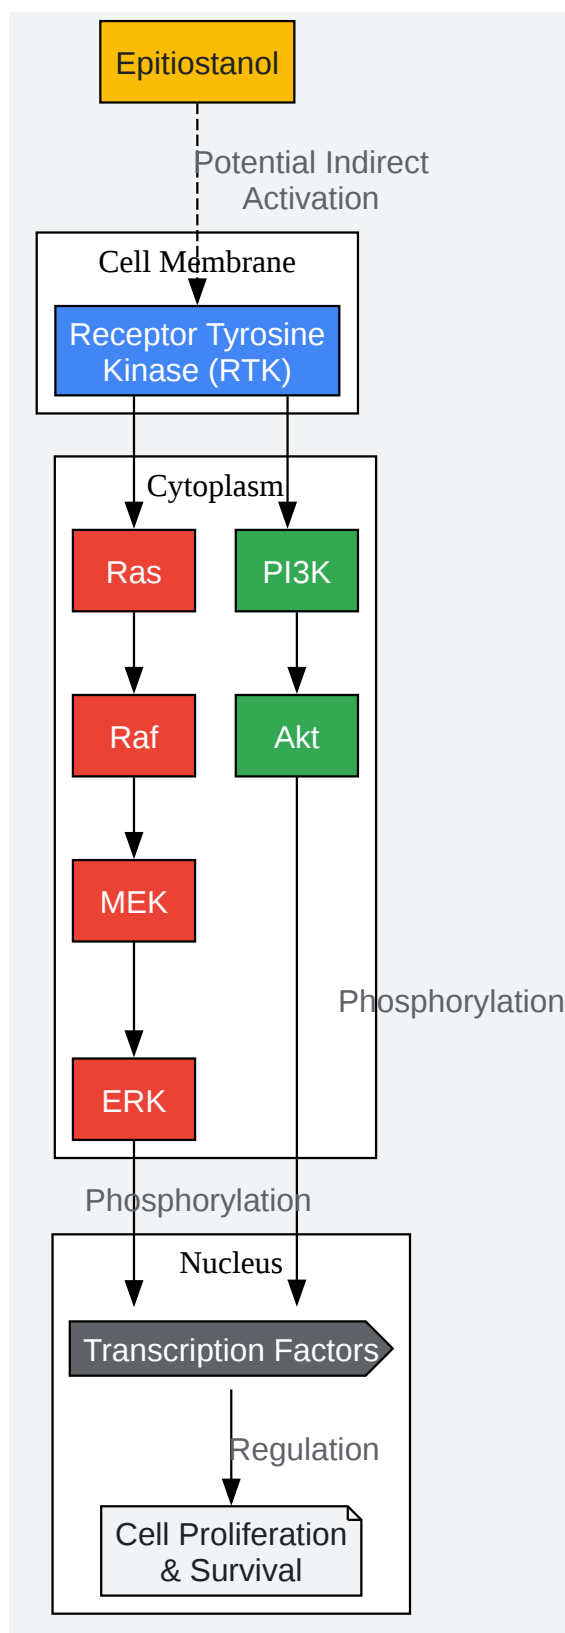 Epitiostanol
Potential Indirect
Activation
Cell Membrane
Receptor Tyrosine
Kinase (RTK)
Cytoplasm
Ras
PI3K
Raf
Akt
MEK
Phosphorylation
ERK
Phosphorylation
Nucleus
Transcription Factors
Regulation
Cell Proliferation
& Survival